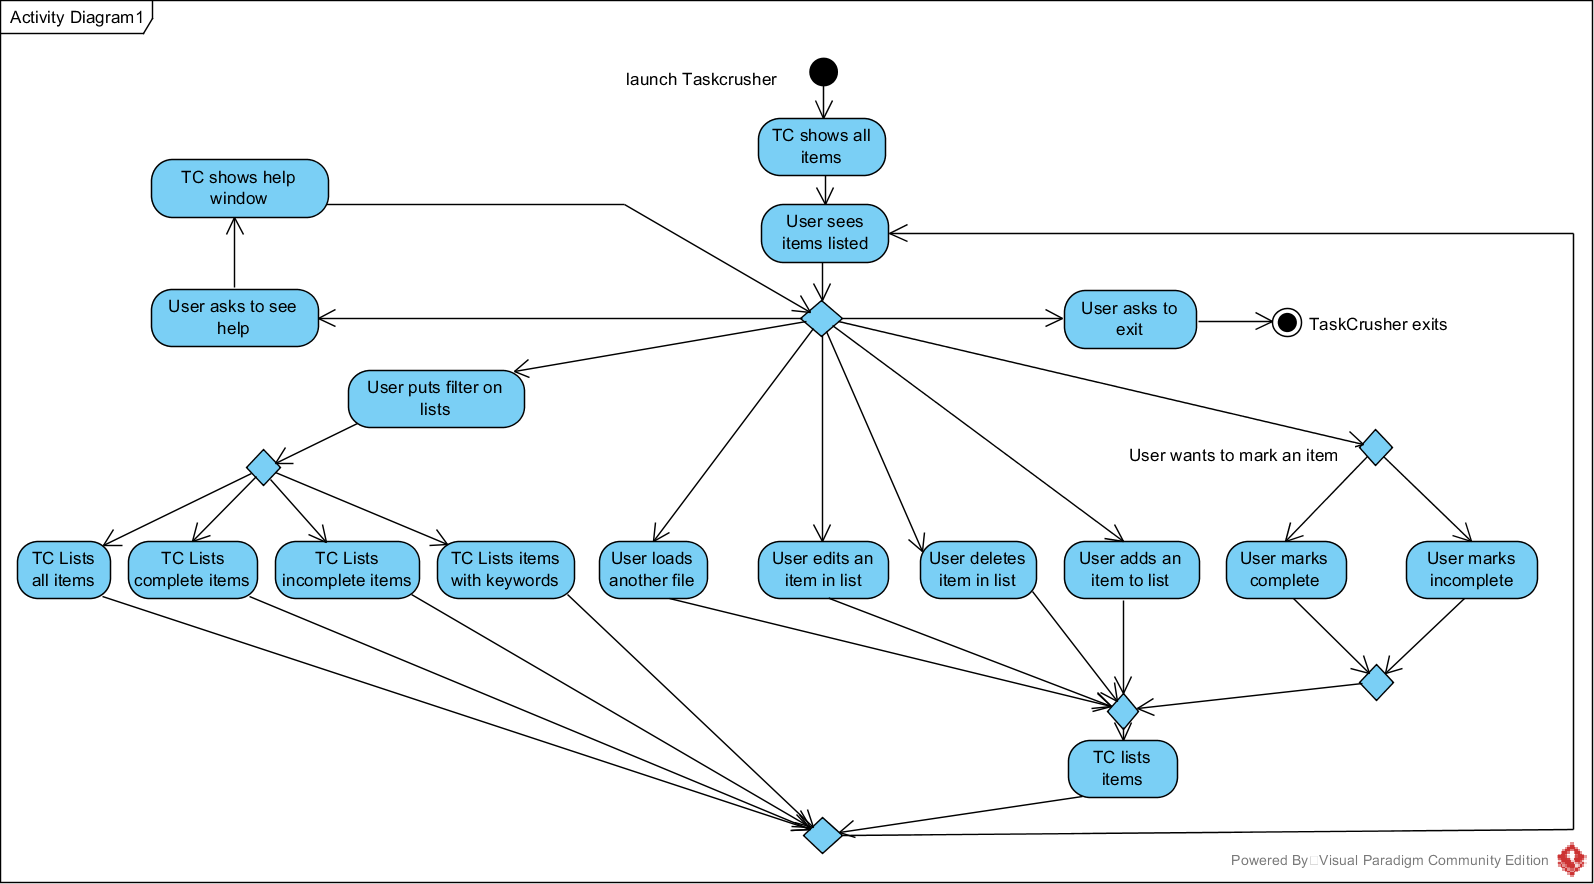 Activity Diagram1
launch Taskcrusher
TC shows all
items
TC shows help
window
User sees
items listed
User asks to see
help
User asks to
exit
TaskCrusher exits
User puts filter on
lists
User wants to mark an item
TC Lists
all items
TC Lists
complete items
TC Lists
incomplete items
TC Lists items
with keywords
User loads
another file
User edits an
item in list
User deletes
item in list
User adds an
item to list
User marks
complete
User marks
incomplete
TC lists
items
Powered By□Visual Paradigm Community Edition